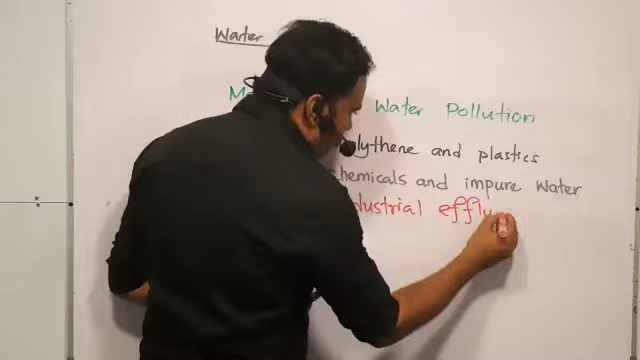 Water
Water Pollution
lythene and plastics
hemicals and impure Water
dustrial efflu